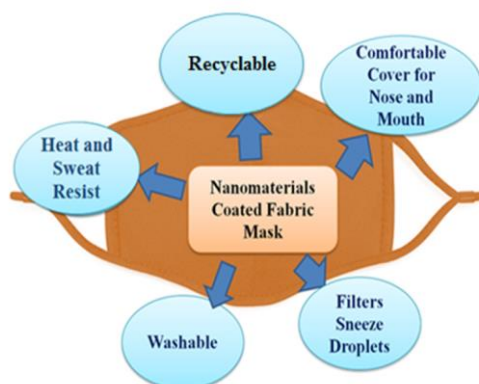 Recyclable
Comfortable
Cover for
Nose and
Mouth
Heat and
Sweat
Resist
Nanomaterials
Coated Fabric
Mask
Washable
Filters
Sneeze
Droplets